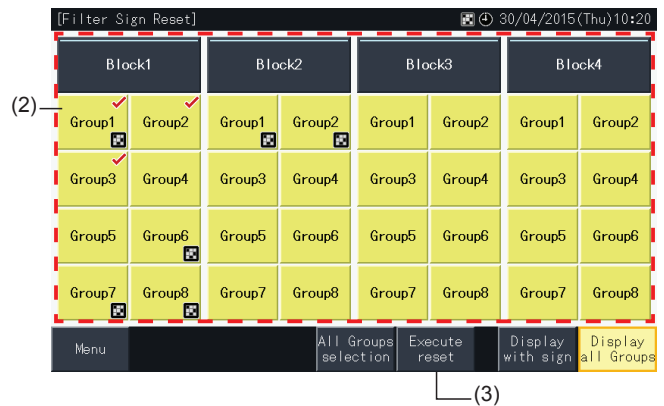 [Filter Sign Reset] 30/04/2015(Thu)10:20
Block1 Block2 Block3 Block4
(2)
Group1 Group2 Group1 Group2 Group1 Group2 Group1 Group2
Group3 Group4 Group3 Group4 Group3 Group4 Group3 Group4
Group5 Group6 Group5 Group6 Group5 Group6 Group5 Group6
Group7 Group8 Group7 Group8 Group7 Group8 Group7 Group8
Menu All Groups Execute Display Display
selection reset with sign all Groups
(3)